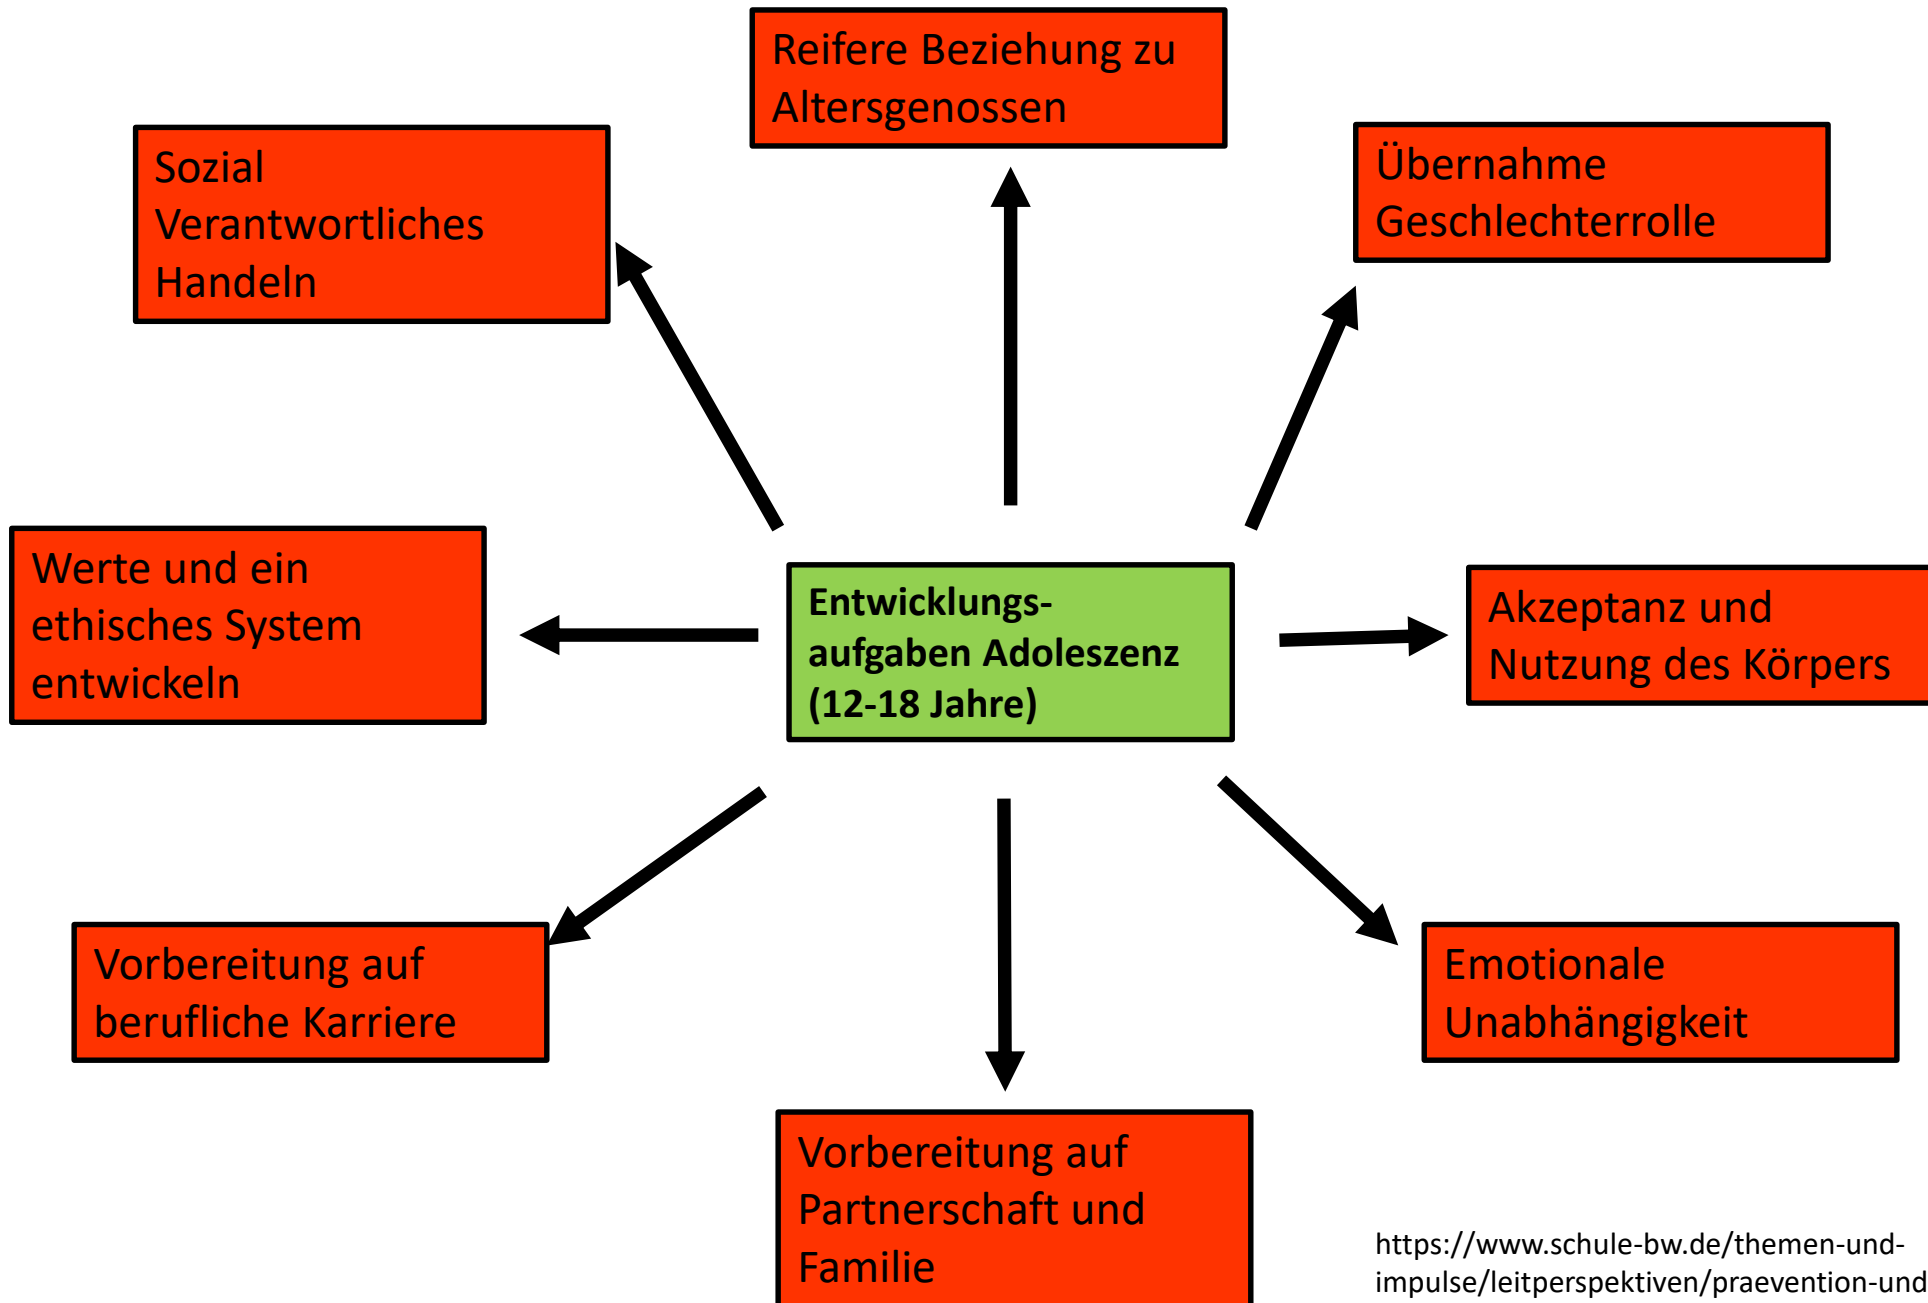 Reifere Beziehung zu
Altersgenossen
Sozial
Verantwortliches
Handeln
Übernahme
Geschlechterrolle
Werte und ein
ethisches System
entwickeln
Entwicklungs-
aufgaben Adoleszenz
(12-18 Jahre)
Akzeptanz und
Nutzung des Körpers
Vorbereitung auf
berufliche Karriere
Emotionale
Unabhängigkeit
Vorbereitung auf
Partnerschaft und
Familie
https://www.schule-bw.de/themen-und-
impulse/leitperspektiven/praevention-und